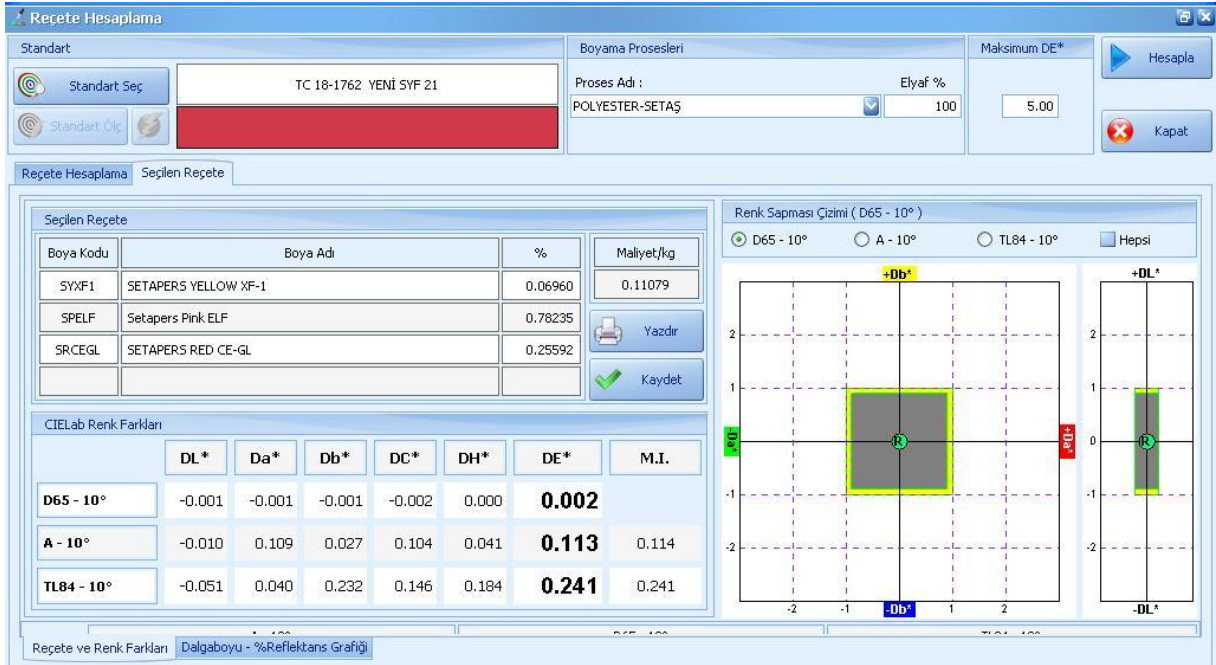 Reçete Hesaplama
Standart
Standart Seç
TC 18-1762 YENİ SYF 21
Standart Ölç
Boyama Prosesleri
Proses Adı :
Elyaf %
POLYESTER-SETAŞ
100
Maksimum DE*
5.00
Hesapla
Kapat
Reçete Hesaplama
Seçilen Reçete
Seçilen Reçete
Boya Kodu Boya Adı % Maliyet/kg
SYXF1 SETAPERS YELLOW XF-1 0.06960 0.11079
SPELF Setapers Pink ELF 0.78235
SRCEGL SETAPERS RED CE-GL 0.25592
Yazdır
Kaydet
CIELab Renk Farkları
DL* Da* Db* DC* DH* DE* M.I.
D65 - 10° -0.001 -0.001 -0.001 -0.002 0.000 0.002
A - 10° -0.010 0.109 0.027 0.104 0.041 0.113 0.114
TL84 - 10° -0.051 0.040 0.232 0.146 0.184 0.241 0.241
Renk Sapması Çizimi ( D65 - 10° )
D65 - 10° A - 10° TL84 - 10° Hepsi
+Db*
2
1
-1
-2
-Da*
R
+Da*
-2 -1 -Db* 1 2
+DL*
2
1
0
R
-1
-2
-DL*
Reçete ve Renk Farkları
Dalgaboyu - %Reflektans Grafiği